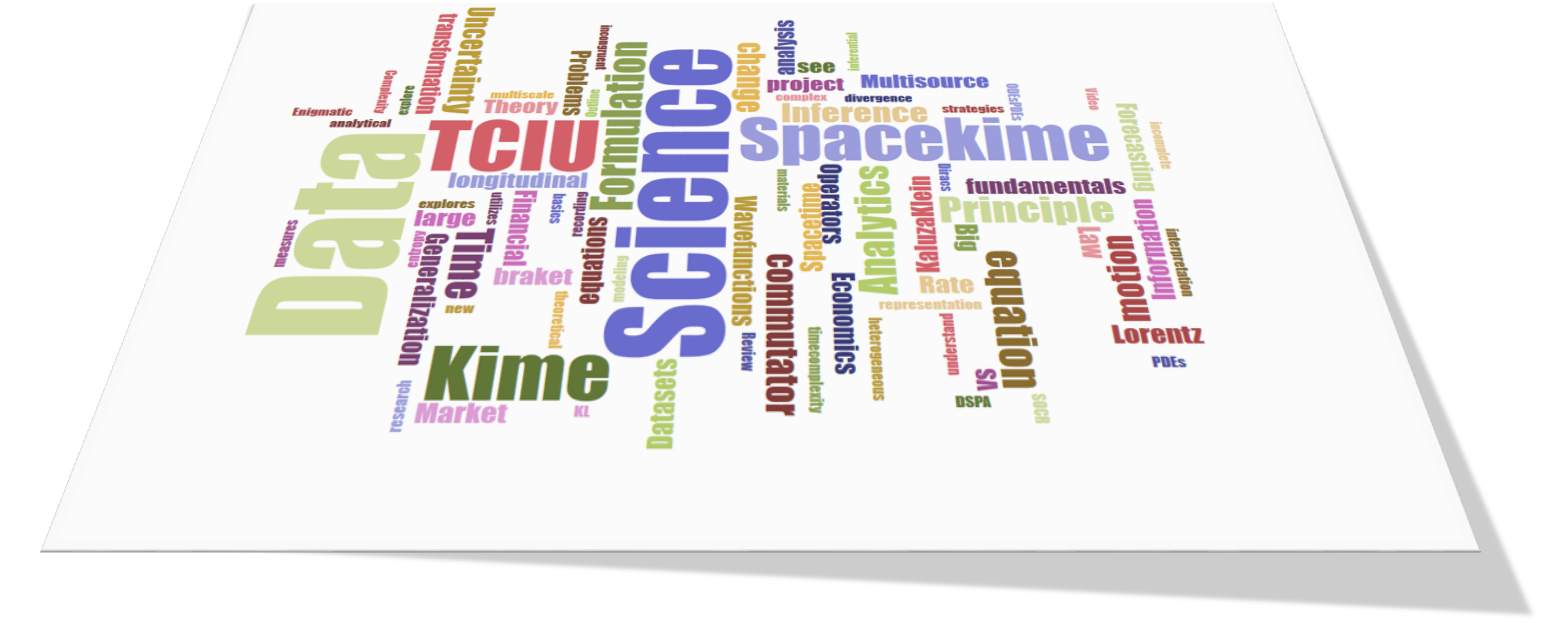 transformation
Uncertainty
Complexity
explore
Enigmatic
analytical
multiscale
Theory
Problems
incongruent
Outline
Formulation
Science
change
analysis
see
inferential
project
Multisource
complex
divergence
Inference
strategies
ODEsPDEs
Video
Forecasting
incomplete
Data
TCIU
longitudinal
Spacekime
explores
large
utilizes
Financial
basics
recording
measures
entropy
Generalization
Time
new
braket
equations
modeling
theoretical
Wavefunctions
materials
spacetime
Operators
Analytics
KaluzaKlein
Diracs
fundamentals
Principle
Big
Law
motion
Information
interpretation
Rate
representation
equation
Lorentz
PDEs
Kime
research
Market
KL
Datasets
Review
commutator
timecomplexity
Economics
heterogeneous
understand
vs
DSPA
SOCR